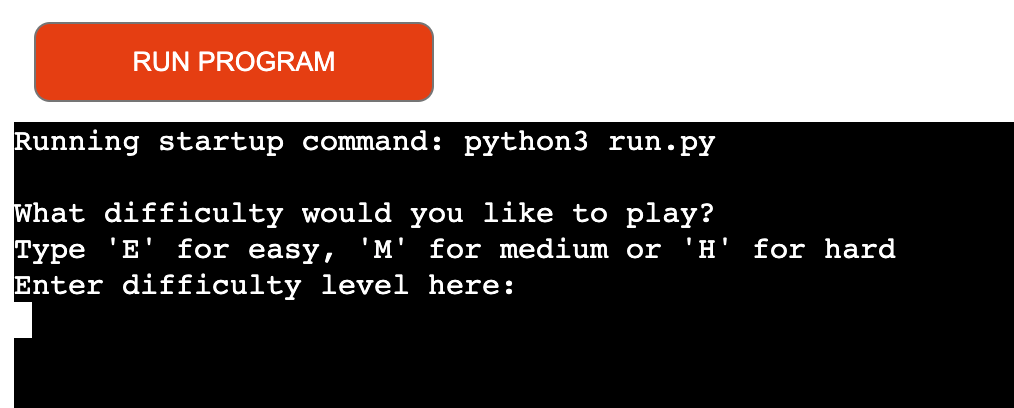 RUN PROGRAM
Running startup command: python3 run.py
What difficulty would you like to play?
Type 'E' for easy, 'M' for medium or 'H' for hard
Enter difficulty level here: